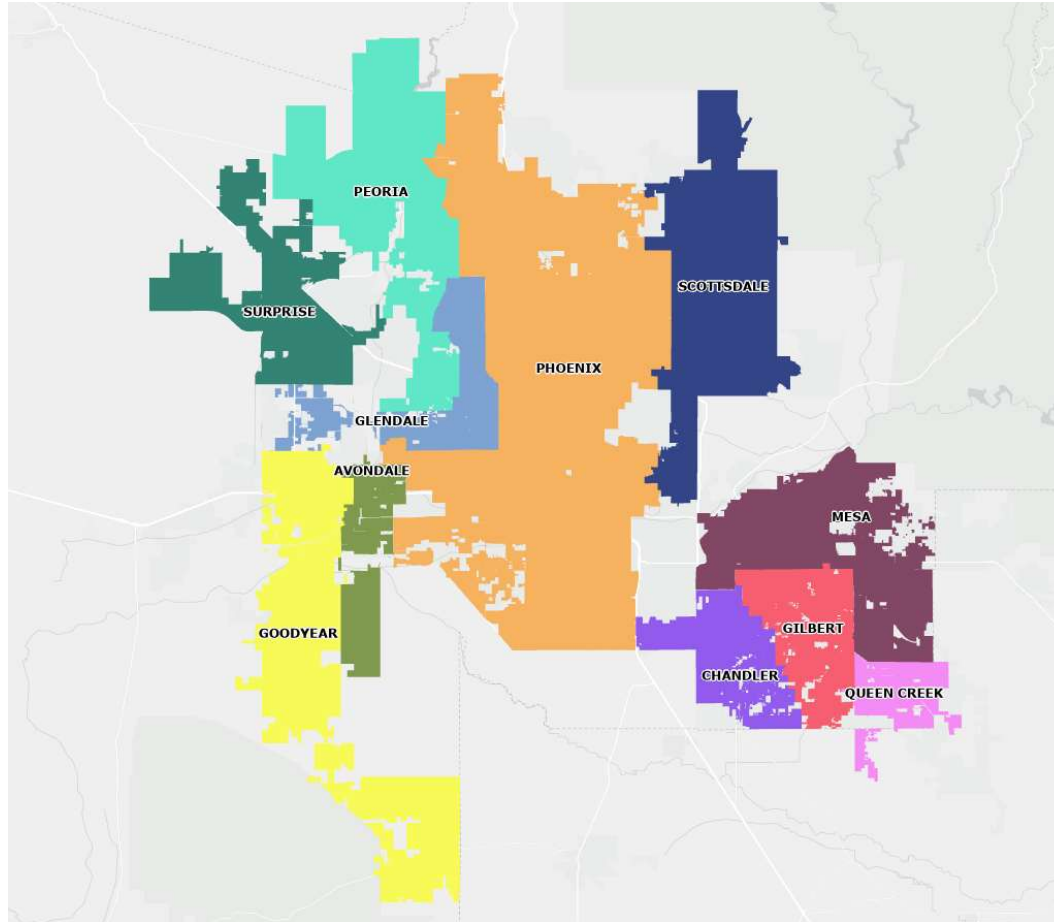 PEORIA
SCOTTSDALE
SURPRISE
PHOENIX
GLENDALE
AVONDALE
MESA
GOODYEAR
GILBERT
CHANDLER
QUEEN CREEK